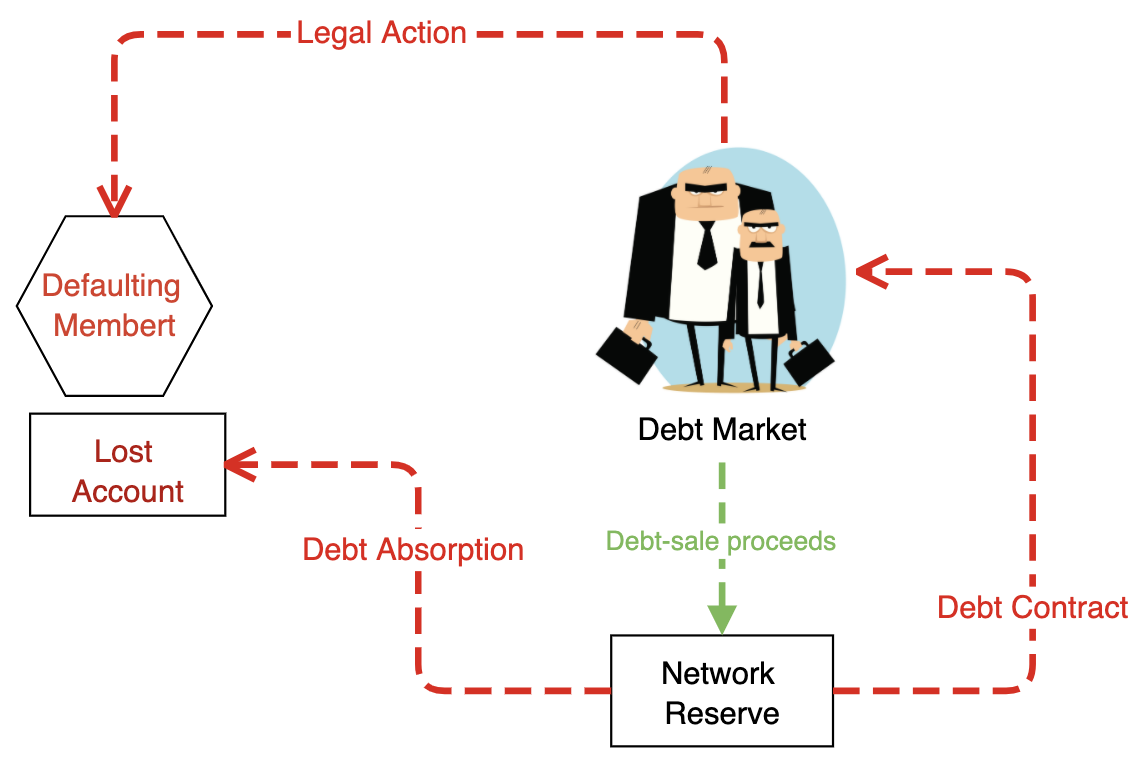 Legal Action
Defaulting
Membert
Debt Market
Lost
Account
Debt-sale proceeds
Debt Absorption
Debt Contract
Network
Reserve